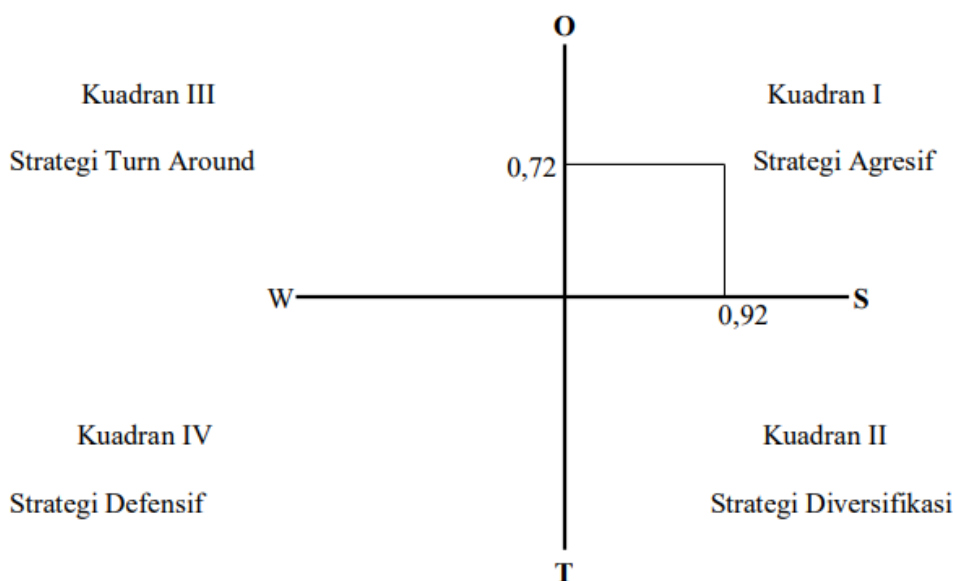 O
Kuadran III
Kuadran I
Strategi Turn Around
0,72
Strategi Agresif
W
S
0,92
Kuadran IV
Kuadran II
Strategi Defensif
Strategi Diversifikasi
T